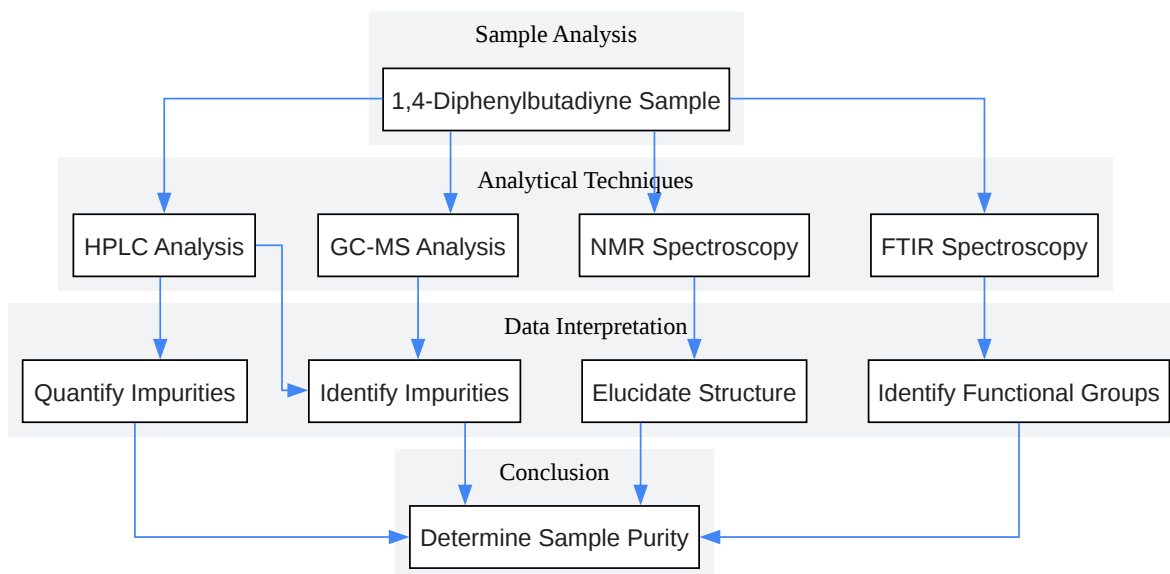 Sample Analysis
1,4-Diphenylbutadiyne Sample
Analytical Techniques
HPLC Analysis
GC-MS Analysis
NMR Spectroscopy
FTIR Spectroscopy
Data Interpretation
Quantify Impurities
Identify Impurities
Elucidate Structure
Identify Functional Groups
Conclusion
Determine Sample Purity